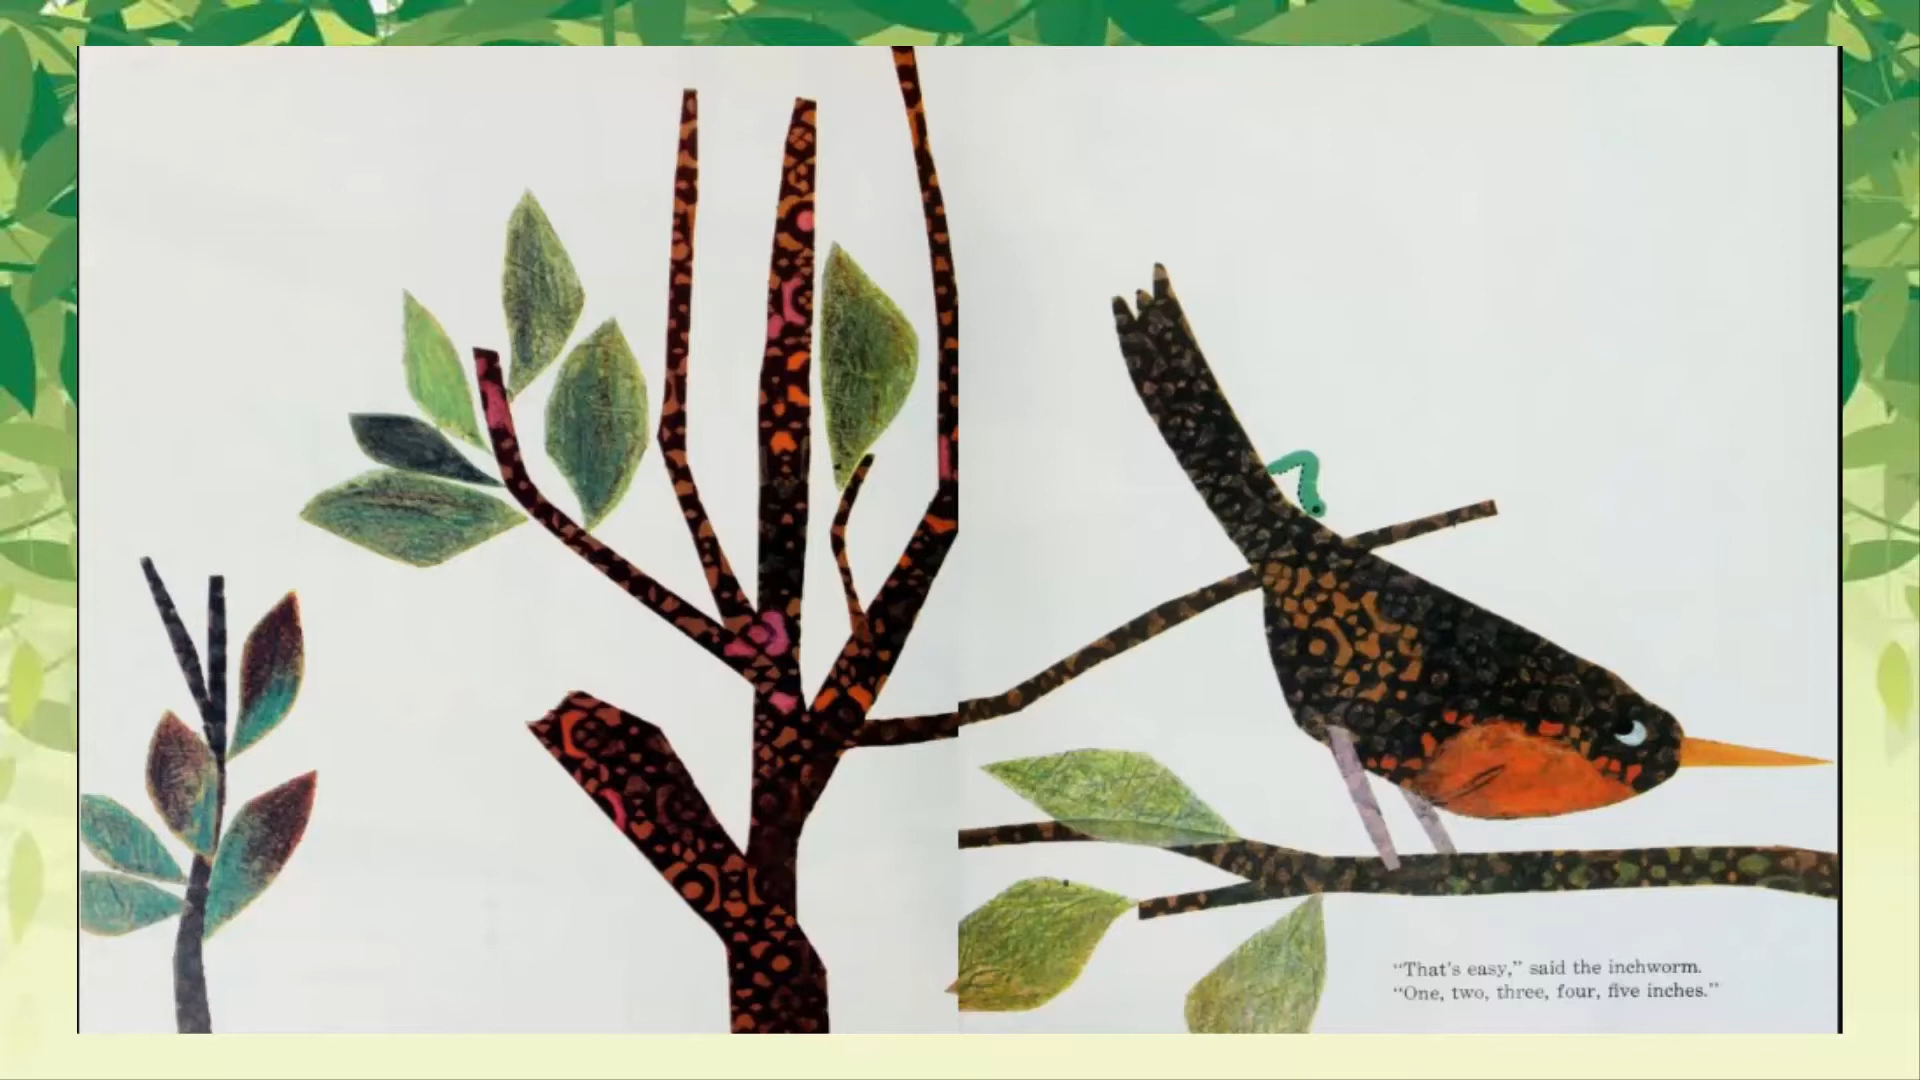 “That's easy,” said the inchworm.
“One, two, three, four, five inches.”